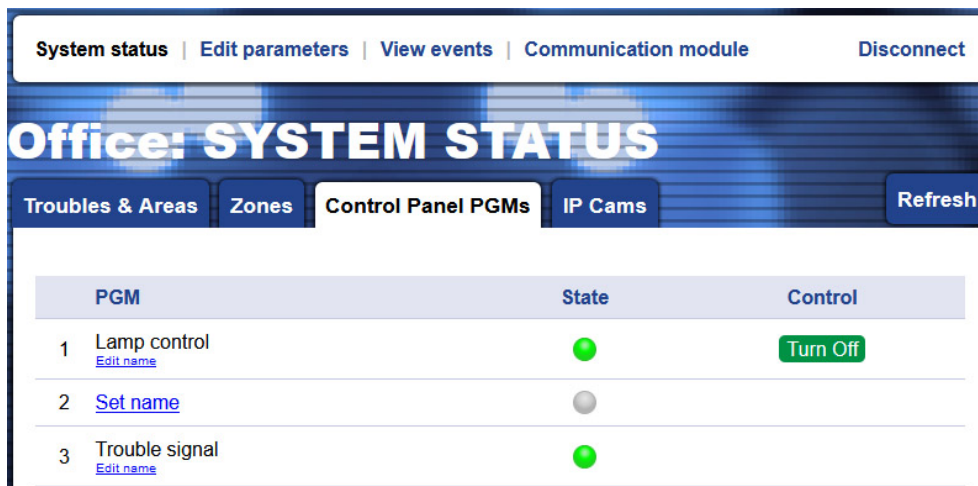 System status | Edit parameters | View events | Communication module Disconnect
Office: SYSTEM STATUS
Troubles & Areas Zones Control Panel PGMs IP Cams Refresh
PGM State Control
1 Lamp control Turn Off
Edit name
2 Set name
3 Trouble signal
Edit name